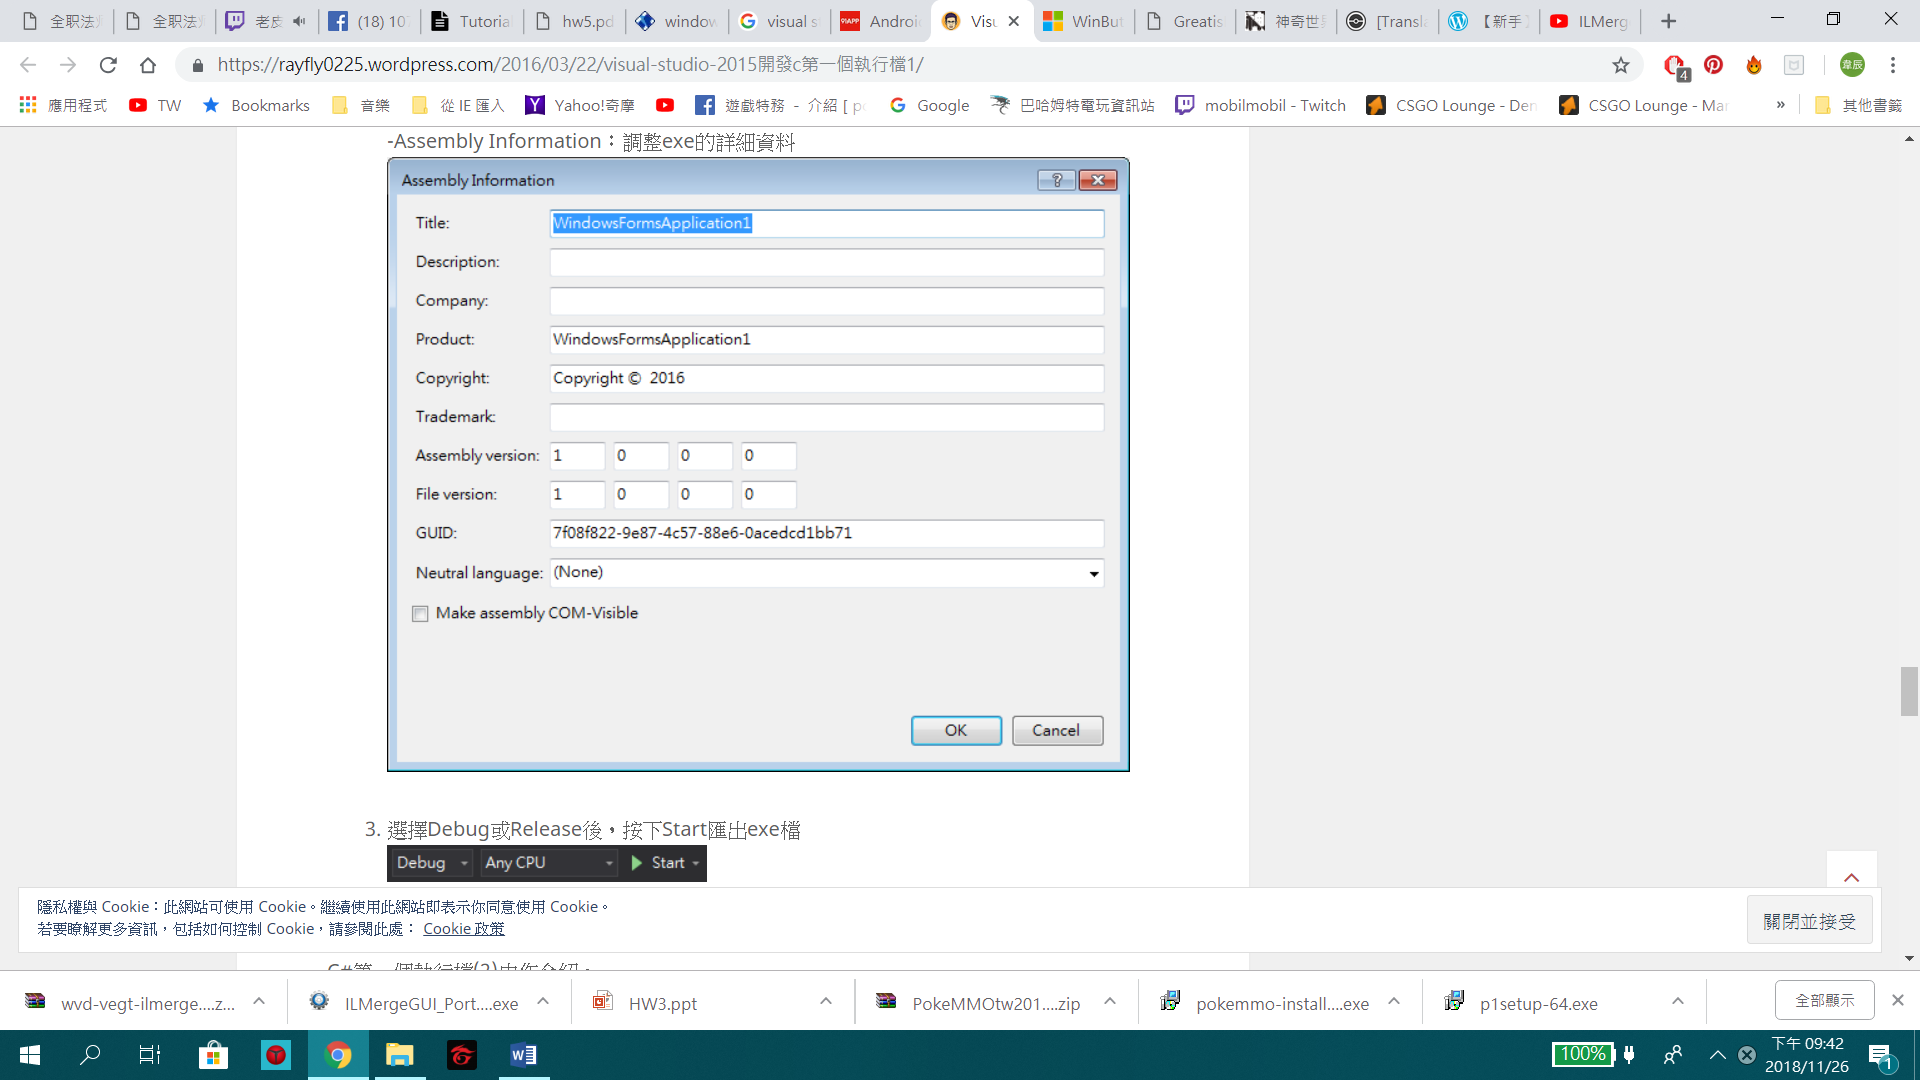 全职法
全职法
老皮
(18) 107
Tutoria
hw5.pd
window
visual s
Androi
Visu
WinBut
Greatis
神奇世界
[Transla
【新手】
ILMerg
https://rayfly0225.wordpress.com/2016/03/22/visual-studio-2015開發c第一個執行檔1/
4
韋辰
應用程式
TW
Bookmarks
音樂
從 IE 匯入
Yahoo!奇摩
遊戲特務 - 介紹 [ p
Google
巴哈姆特電玩資訊站
mobilmobil - Twitch
CSGO Lounge - Den
CSGO Lounge - Mar
»
其他書籤
-Assembly Information：調整exe的詳細資料
Assembly Information
Title: WindowsFormsApplication1
Description:
Company:
Product: WindowsFormsApplication1
Copyright: Copyright © 2016
Trademark:
Assembly version: 1 0 0 0
File version: 1 0 0 0
GUID: 7f08f822-9e87-4c57-88e6-0acedcd1bb71
Neutral language: (None)
Make assembly COM-Visible
OK
Cancel
3. 選擇Debug或Release後，按下Start匯出exe檔
Debug Any CPU Start
隱私權與 Cookie：此網站可使用 Cookie。繼續使用此網站即表示你同意使用 Cookie。
若要瞭解更多資訊，包括如何控制 Cookie，請參閱此處： Cookie 政策
關閉並接受
C#第一個執行檔(2)中作介紹。
wvd-vegt-ilmerge....z...
ILMergeGUI_Port....exe
HW3.ppt
PokeMMOtw201....zip
pokemmo-install....exe
p1setup-64.exe
全部顯示
100%
下午 09:42
2018/11/26
1